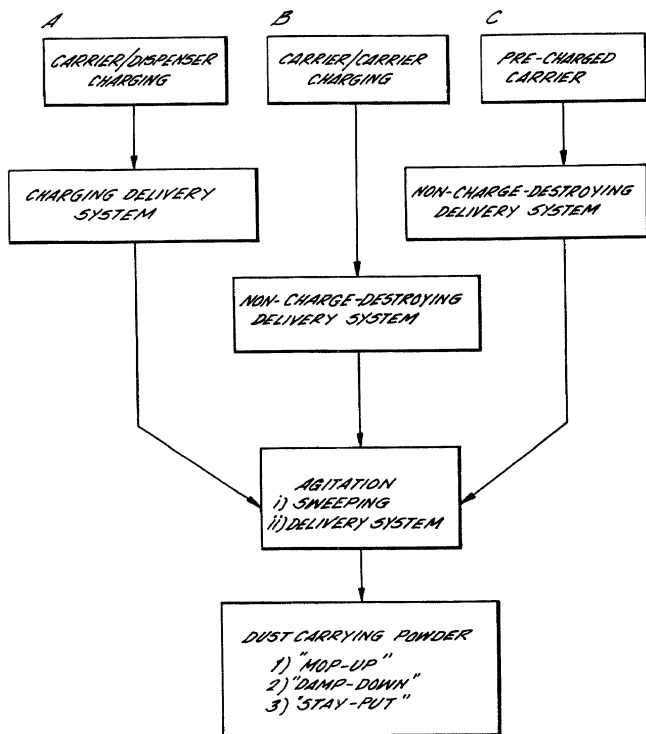 A
B
C
CARRIER/DISPENSER
CHARGING
CARRIER/CARRIER
CHARGING
PRE-CHARGED
CARRIER
CHARGING DELIVERY
SYSTEM
NON-CHARGE-DESTROYING
DELIVERY SYSTEM
NON-CHARGE-DESTROYING
DELIVERY SYSTEM
AGITATION
i) SWEEPING
ii) DELIVERY SYSTEM
DUST CARRYING POWDER
1) "MOP-UP"
2) "DAMP-DOWN"
3) "STAY-PUT"